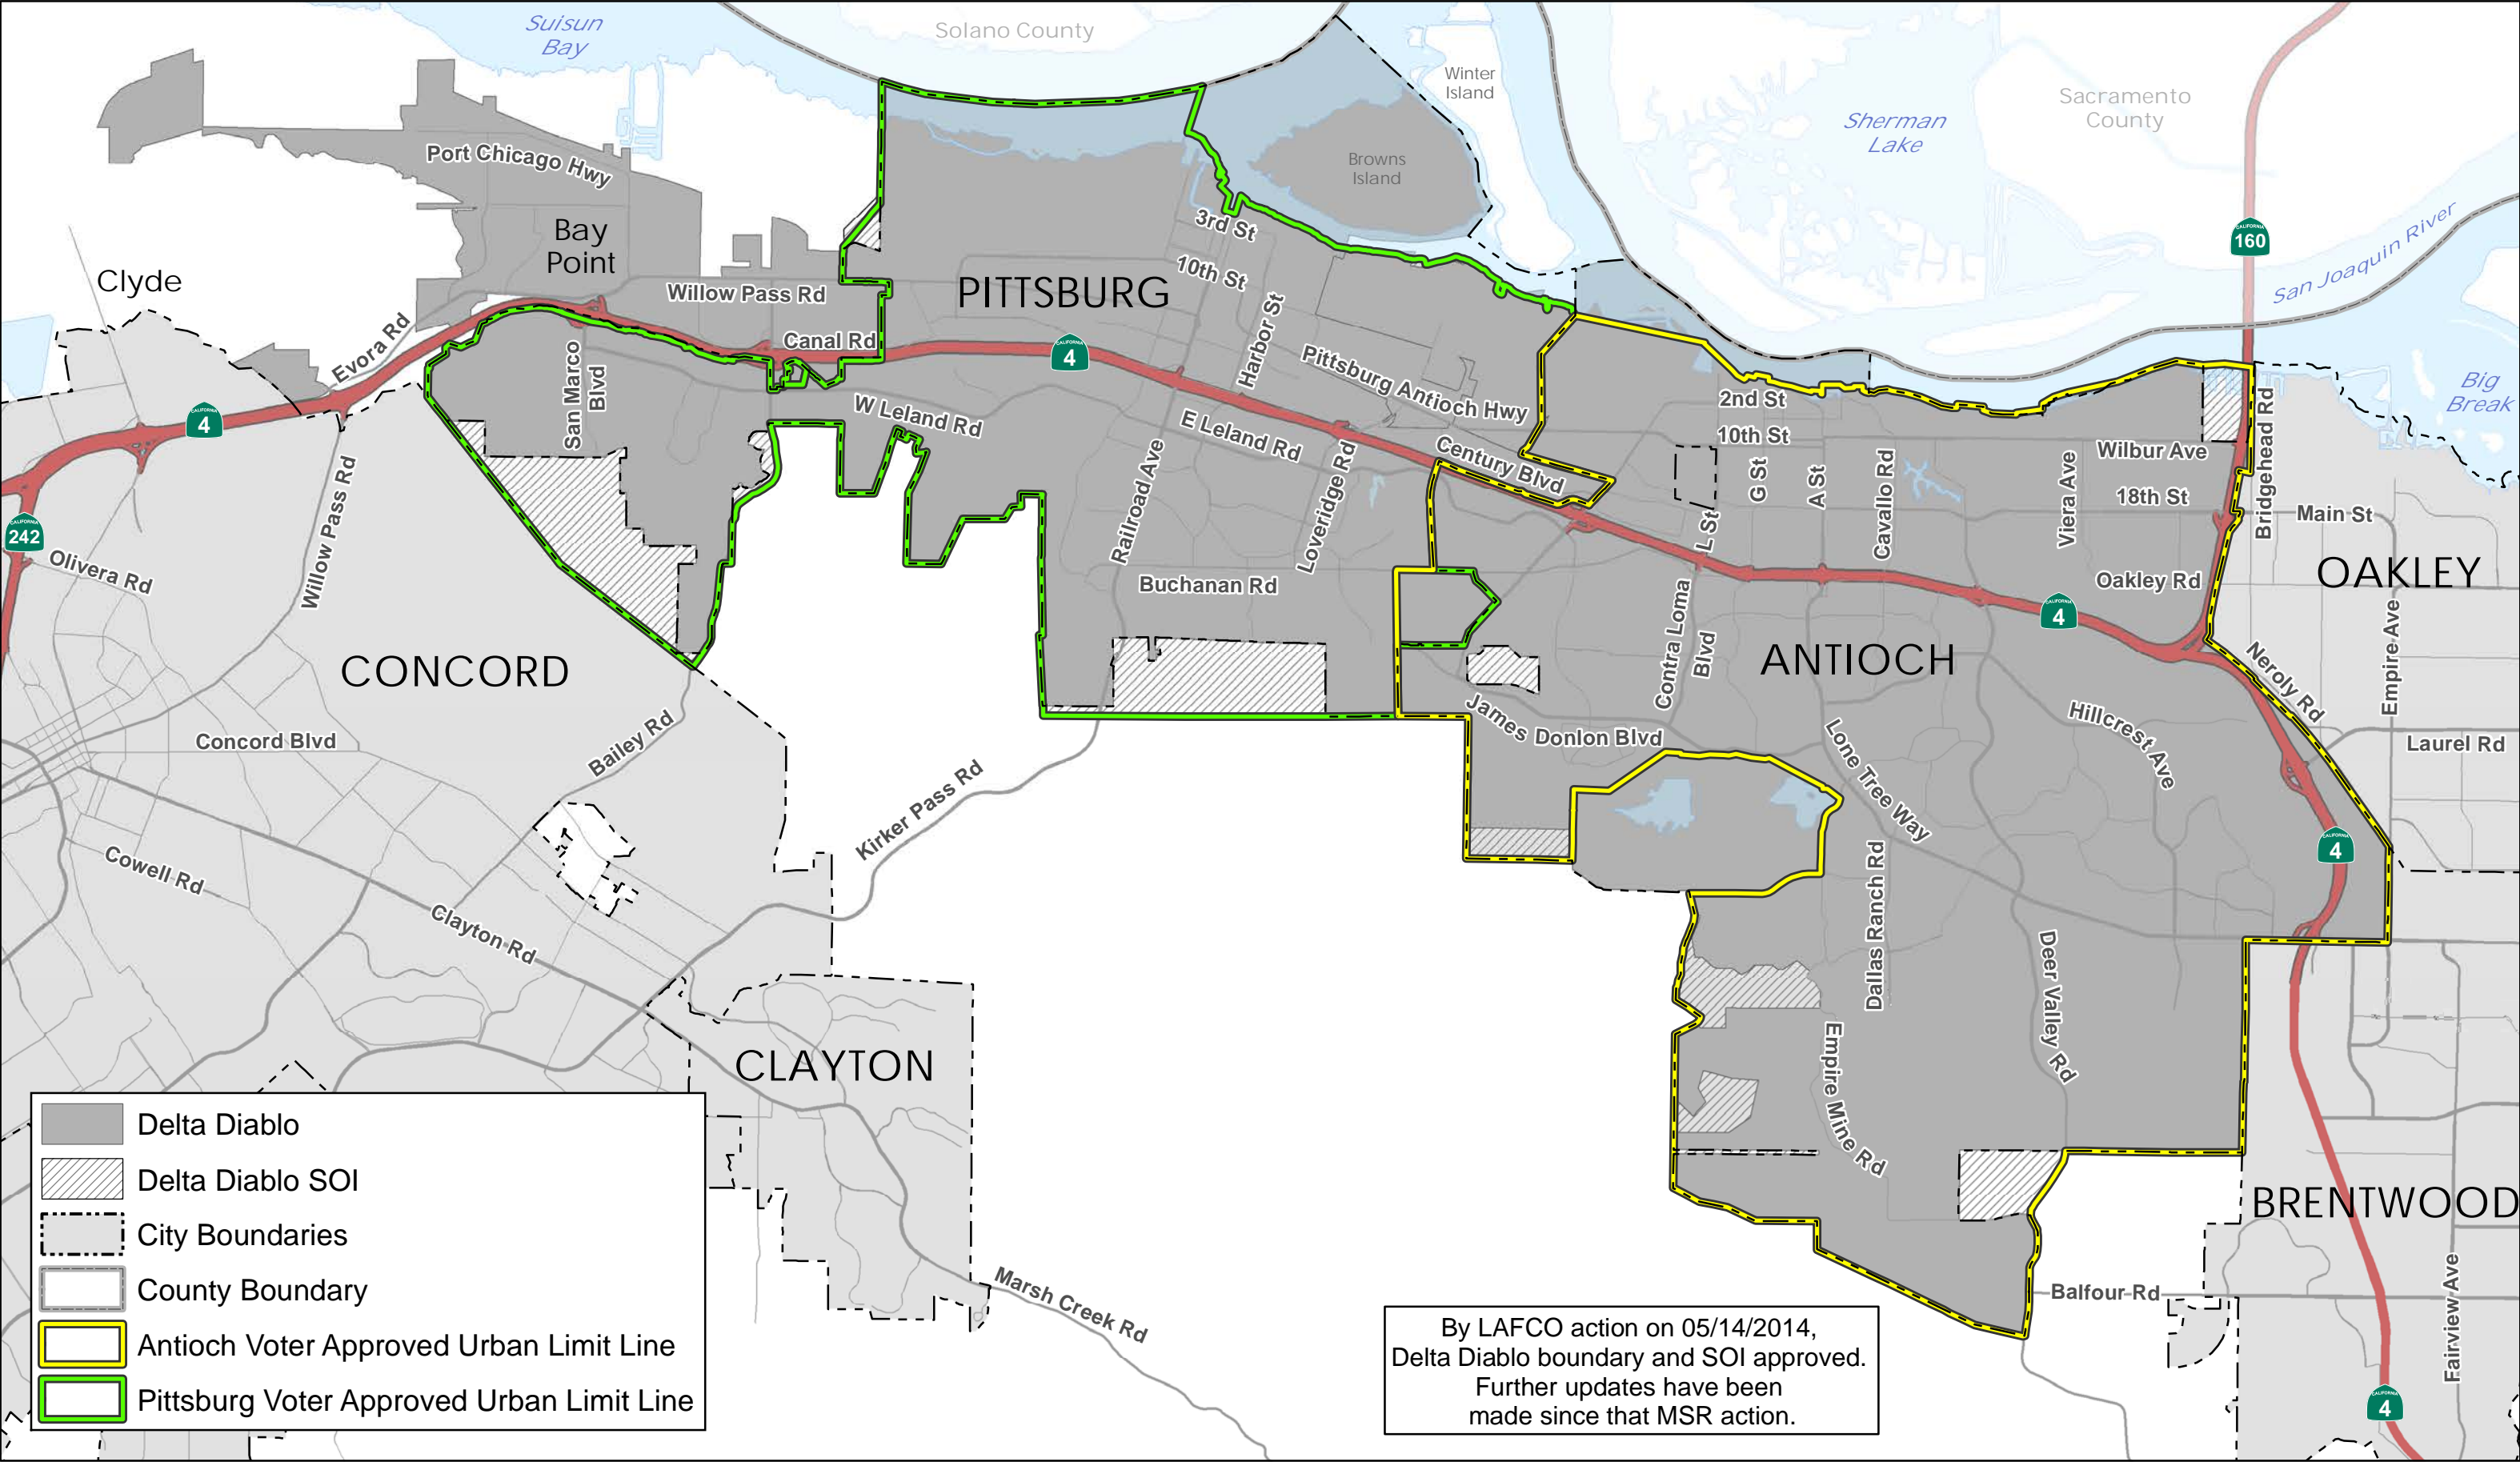 Suisun
Bay
Solano County
Winter
Island
Sacramento
County
Sherman
Lake
Browns
Island
Port Chicago Hwy
Bay
Point
3rd St
160
San Joaquin River
Clyde
Willow Pass Rd
PITTSBURG
10th St
Harbor St
Evora Rd
Canal Rd
4
Pittsburg Antioch Hwy
San Marco
Blvd
W Leland Rd
E Leland Rd
2nd St
Big
Break
4
10th St
Wilbur Ave
Bridgehead Rd
Century Blvd
G St
A St
Cavallo Rd
Viera Ave
18th St
Main St
Willow Pass Rd
Railroad Ave
Loveridge Rd
L St
242
Olivera Rd
Buchanan Rd
Oakley Rd
OAKLEY
4
Contra Loma
Blvd
ANTIOCH
Empire Ave
CONCORD
Neroly Rd
Concord Blvd
Bailey Rd
James Donlon Blvd
Hillcrest Ave
Laurel Rd
Lone Tree Way
Kirker Pass Rd
4
Cowell Rd
Clayton Rd
Dallas Ranch Rd
Deer Valley Rd
CLAYTON
Empire Mine Rd
BRENTWOOD
Marsh Creek Rd
Balfour Rd
Fairview Ave
4
Delta Diablo
Delta Diablo SOI
City Boundaries
County Boundary
Antioch Voter Approved Urban Limit Line
Pittsburg Voter Approved Urban Limit Line
By LAFCO action on 05/14/2014,
Delta Diablo boundary and SOI approved.
Further updates have been
made since that MSR action.